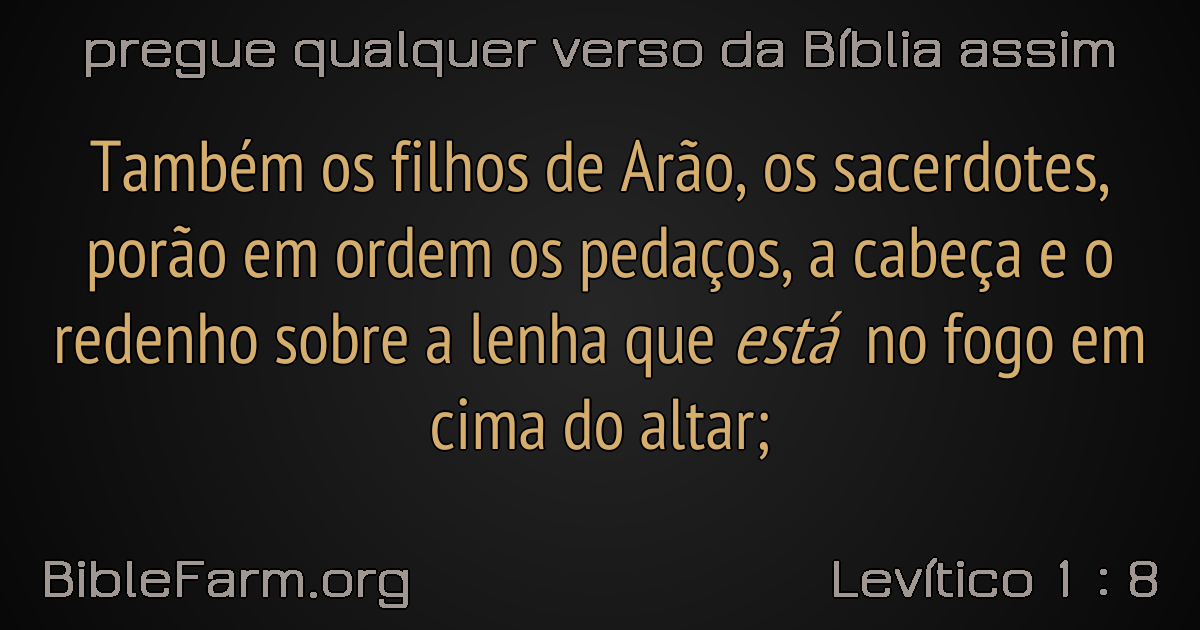 pregue qualquer verso da Bíblia assim
Também os filhos de Arão, os sacerdotes,
porão em ordem os pedaços, a cabeça e o
redenho sobre a lenha que está no fogo em
cima do altar;
BibleFarm.org
Levítico 1 : 8